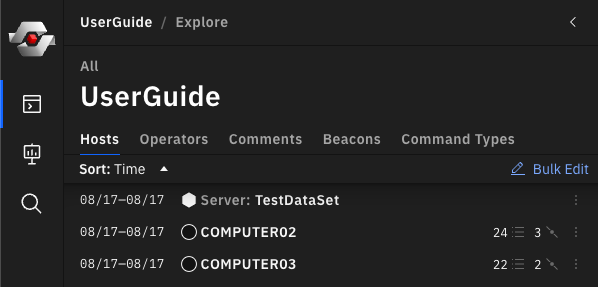 UserGuide / Explore
All
UserGuide
Hosts Operators Comments Beacons Command Types
Sort: Time Bulk Edit
08/17—08/17 Server: TestDataSet
08/17—08/17 COMPUTER02 24 3
08/17—08/17 COMPUTER03 22 2